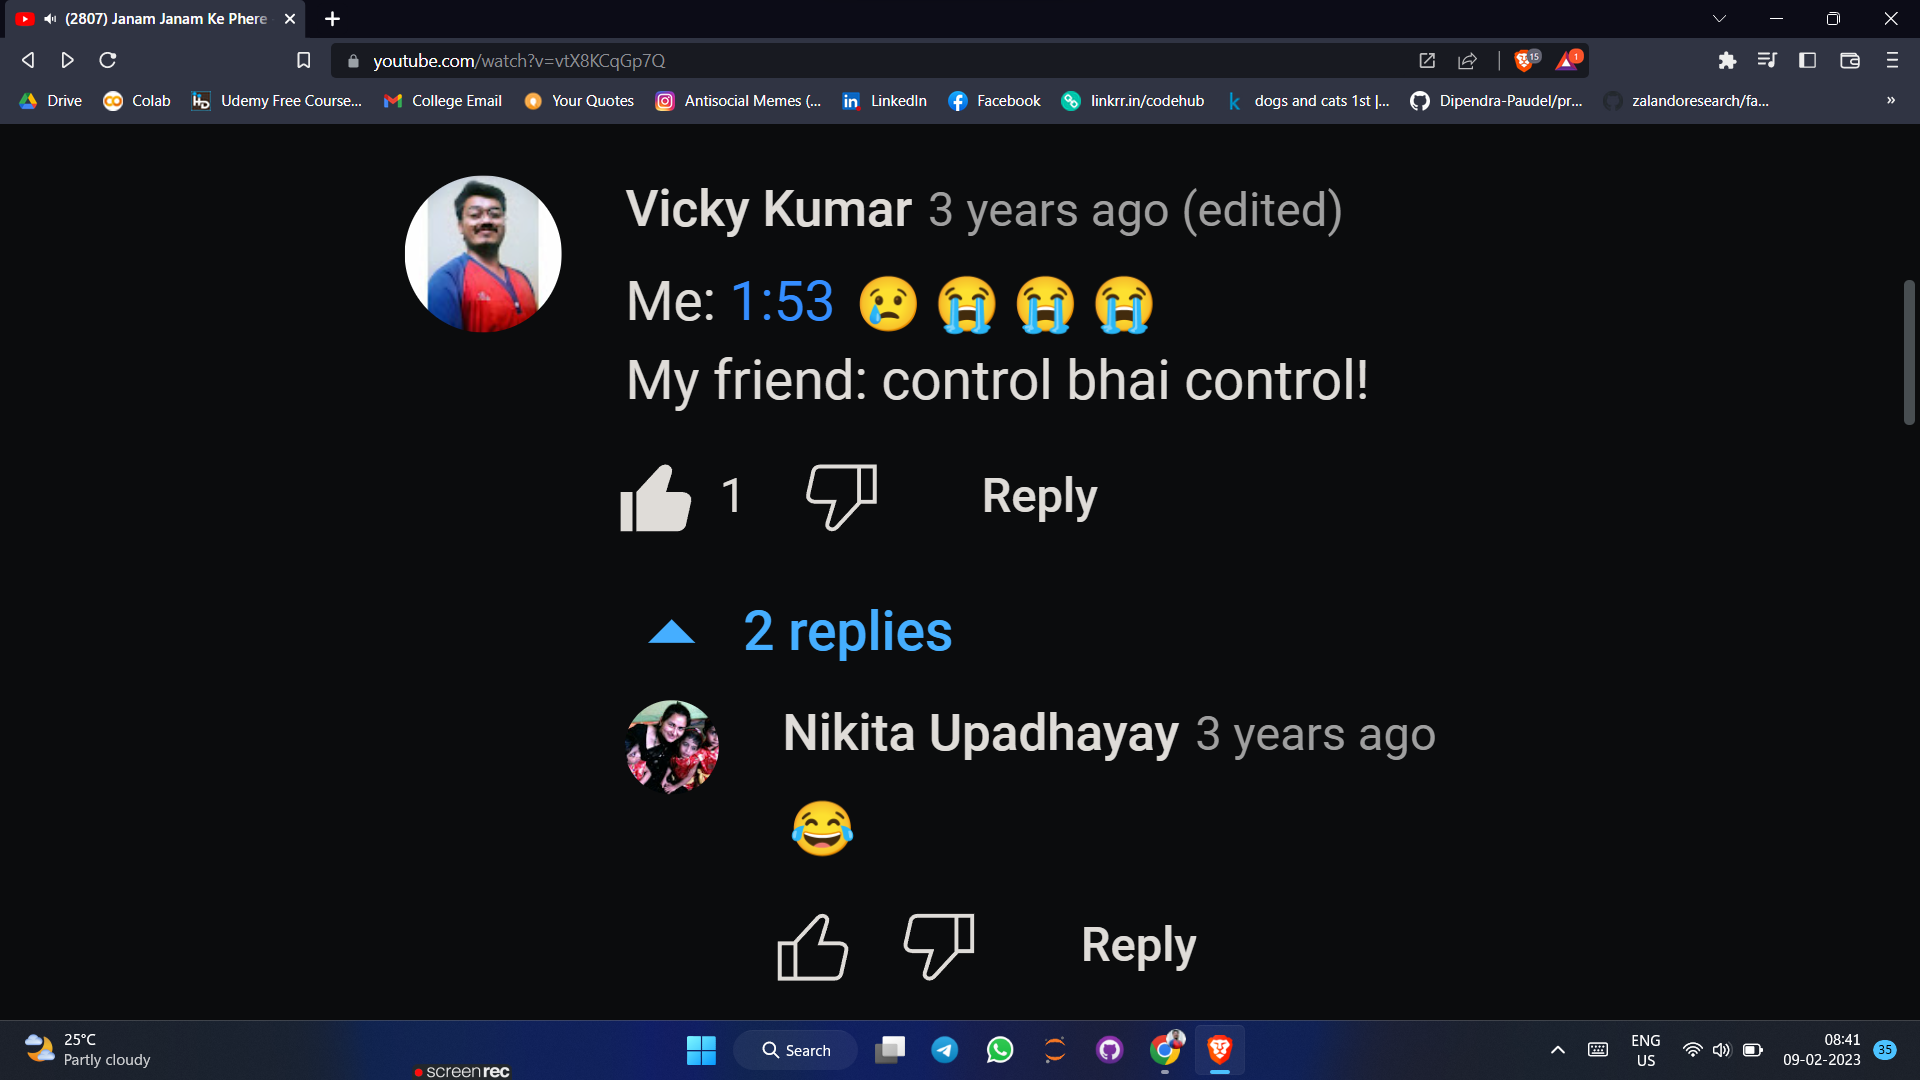 (2807) Janam Janam Ke Phere
youtube.com/watch?v=vtX8KCqGp7Q
15
1
Drive
Colab
Udemy Free Course...
College Email
Your Quotes
Antisocial Memes (...
LinkedIn
Facebook
linkrr.in/codehub
dogs and cats 1st |...
Dipendra-Paudel/pr...
zalandoresearch/fa...
»
Vicky Kumar 3 years ago (edited)
Me: 1:53 😢 😭 😭 😭
My friend: control bhai control!
1
Reply
2 replies
Nikita Upadhayay 3 years ago
😂
Reply
25°C
Partly cloudy
screenrec
Search
ENG
US
08:41
09-02-2023
35